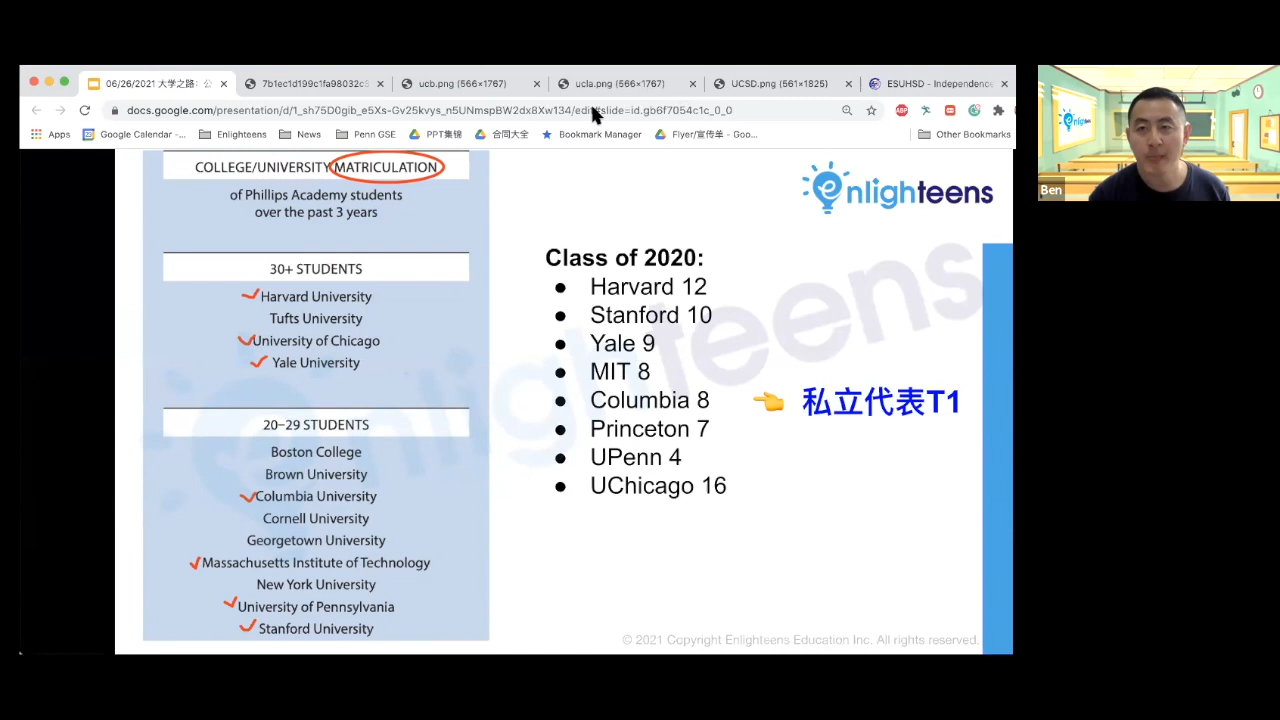 06/26/2021 大学之路：公
7b1ec1d199c1fa98032c5
ucb.png (566×1767)
ucla.png (566×1767)
UCSD.png (561×1825)
ESUHSD - Independence
docs.google.com/presentation/d/1_sh75D0gib_e5Xs-Gv25kvys_n5UNmspBW2dx8Xw134/edit#slide=id.gb6f7054c1c_0_0
Apps
Google Calendar -...
Enlighteens
News
Penn GSE
PPT集锦
合同大全
Bookmark Manager
Flyer/宣传单 - Goo...
Other Bookmarks
COLLEGE/UNIVERSITY MATRICULATION
of Phillips Academy students
over the past 3 years
30+ STUDENTS
Harvard University
Tufts University
University of Chicago
Yale University
20–29 STUDENTS
Boston College
Brown University
Columbia University
Cornell University
Georgetown University
Massachusetts Institute of Technology
New York University
University of Pennsylvania
Stanford University
enlighteens
Class of 2020:
● Harvard 12
● Stanford 10
● Yale 9
● MIT 8
● Columbia 8
● Princeton 7
● UPenn 4
● UChicago 16
私立代表T1
© 2021 Copyright Enlighteens Education Inc. All rights reserved.
enlighteens
Ben